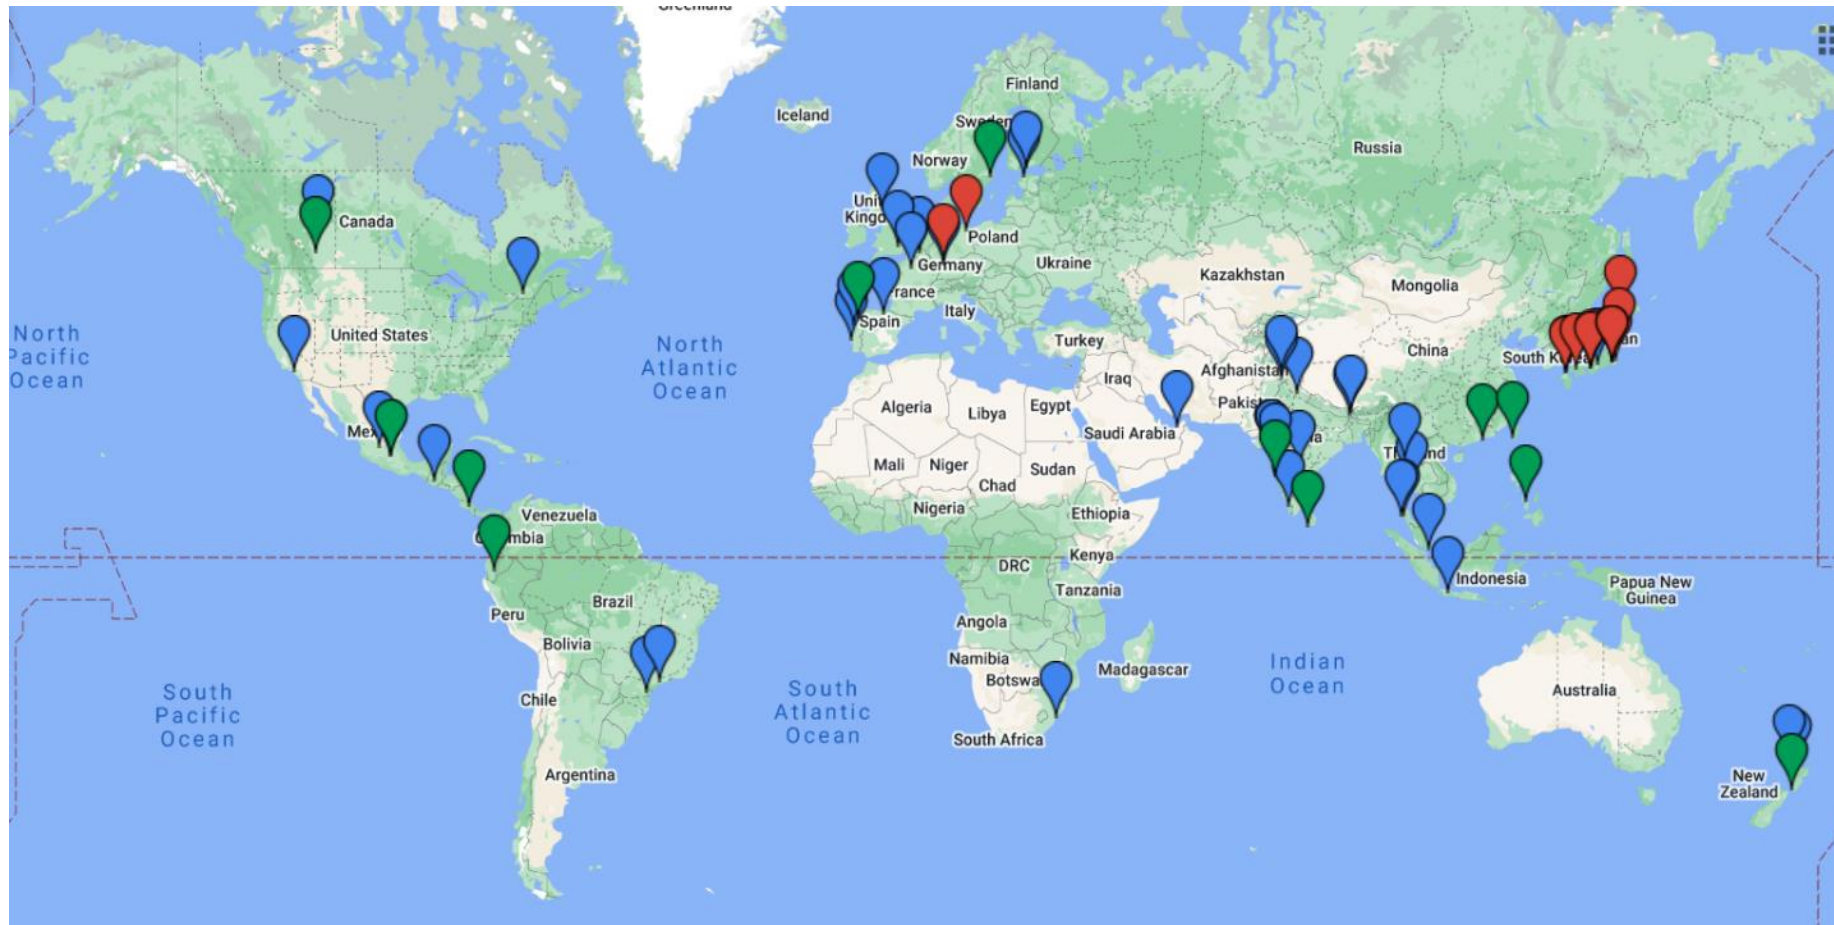 Greenland
Finland
Iceland
Sweden
Russia
Norway
Canada
Poland
Germany
Ukraine
Kazakhstan
Mongolia
Italy
Spain
North
Pacific
Ocean
United States
North
Atlantic
Ocean
Turkey
China
Iraq
Afghanistan
Algeria
Libya
Egypt
Saudi Arabia
Mali
Niger
Sudan
Chad
Nigeria
Ethiopia
Venezuela
DRC
Kenya
Tanzania
Indonesia
Papua New
Guinea
Peru
Brazil
Angola
Bolivia
Namibia
Madagascar
Indian
Ocean
Botswa
South
Pacific
Ocean
Chile
South
Atlantic
Ocean
Australia
South Africa
Argentina
New
Zealand